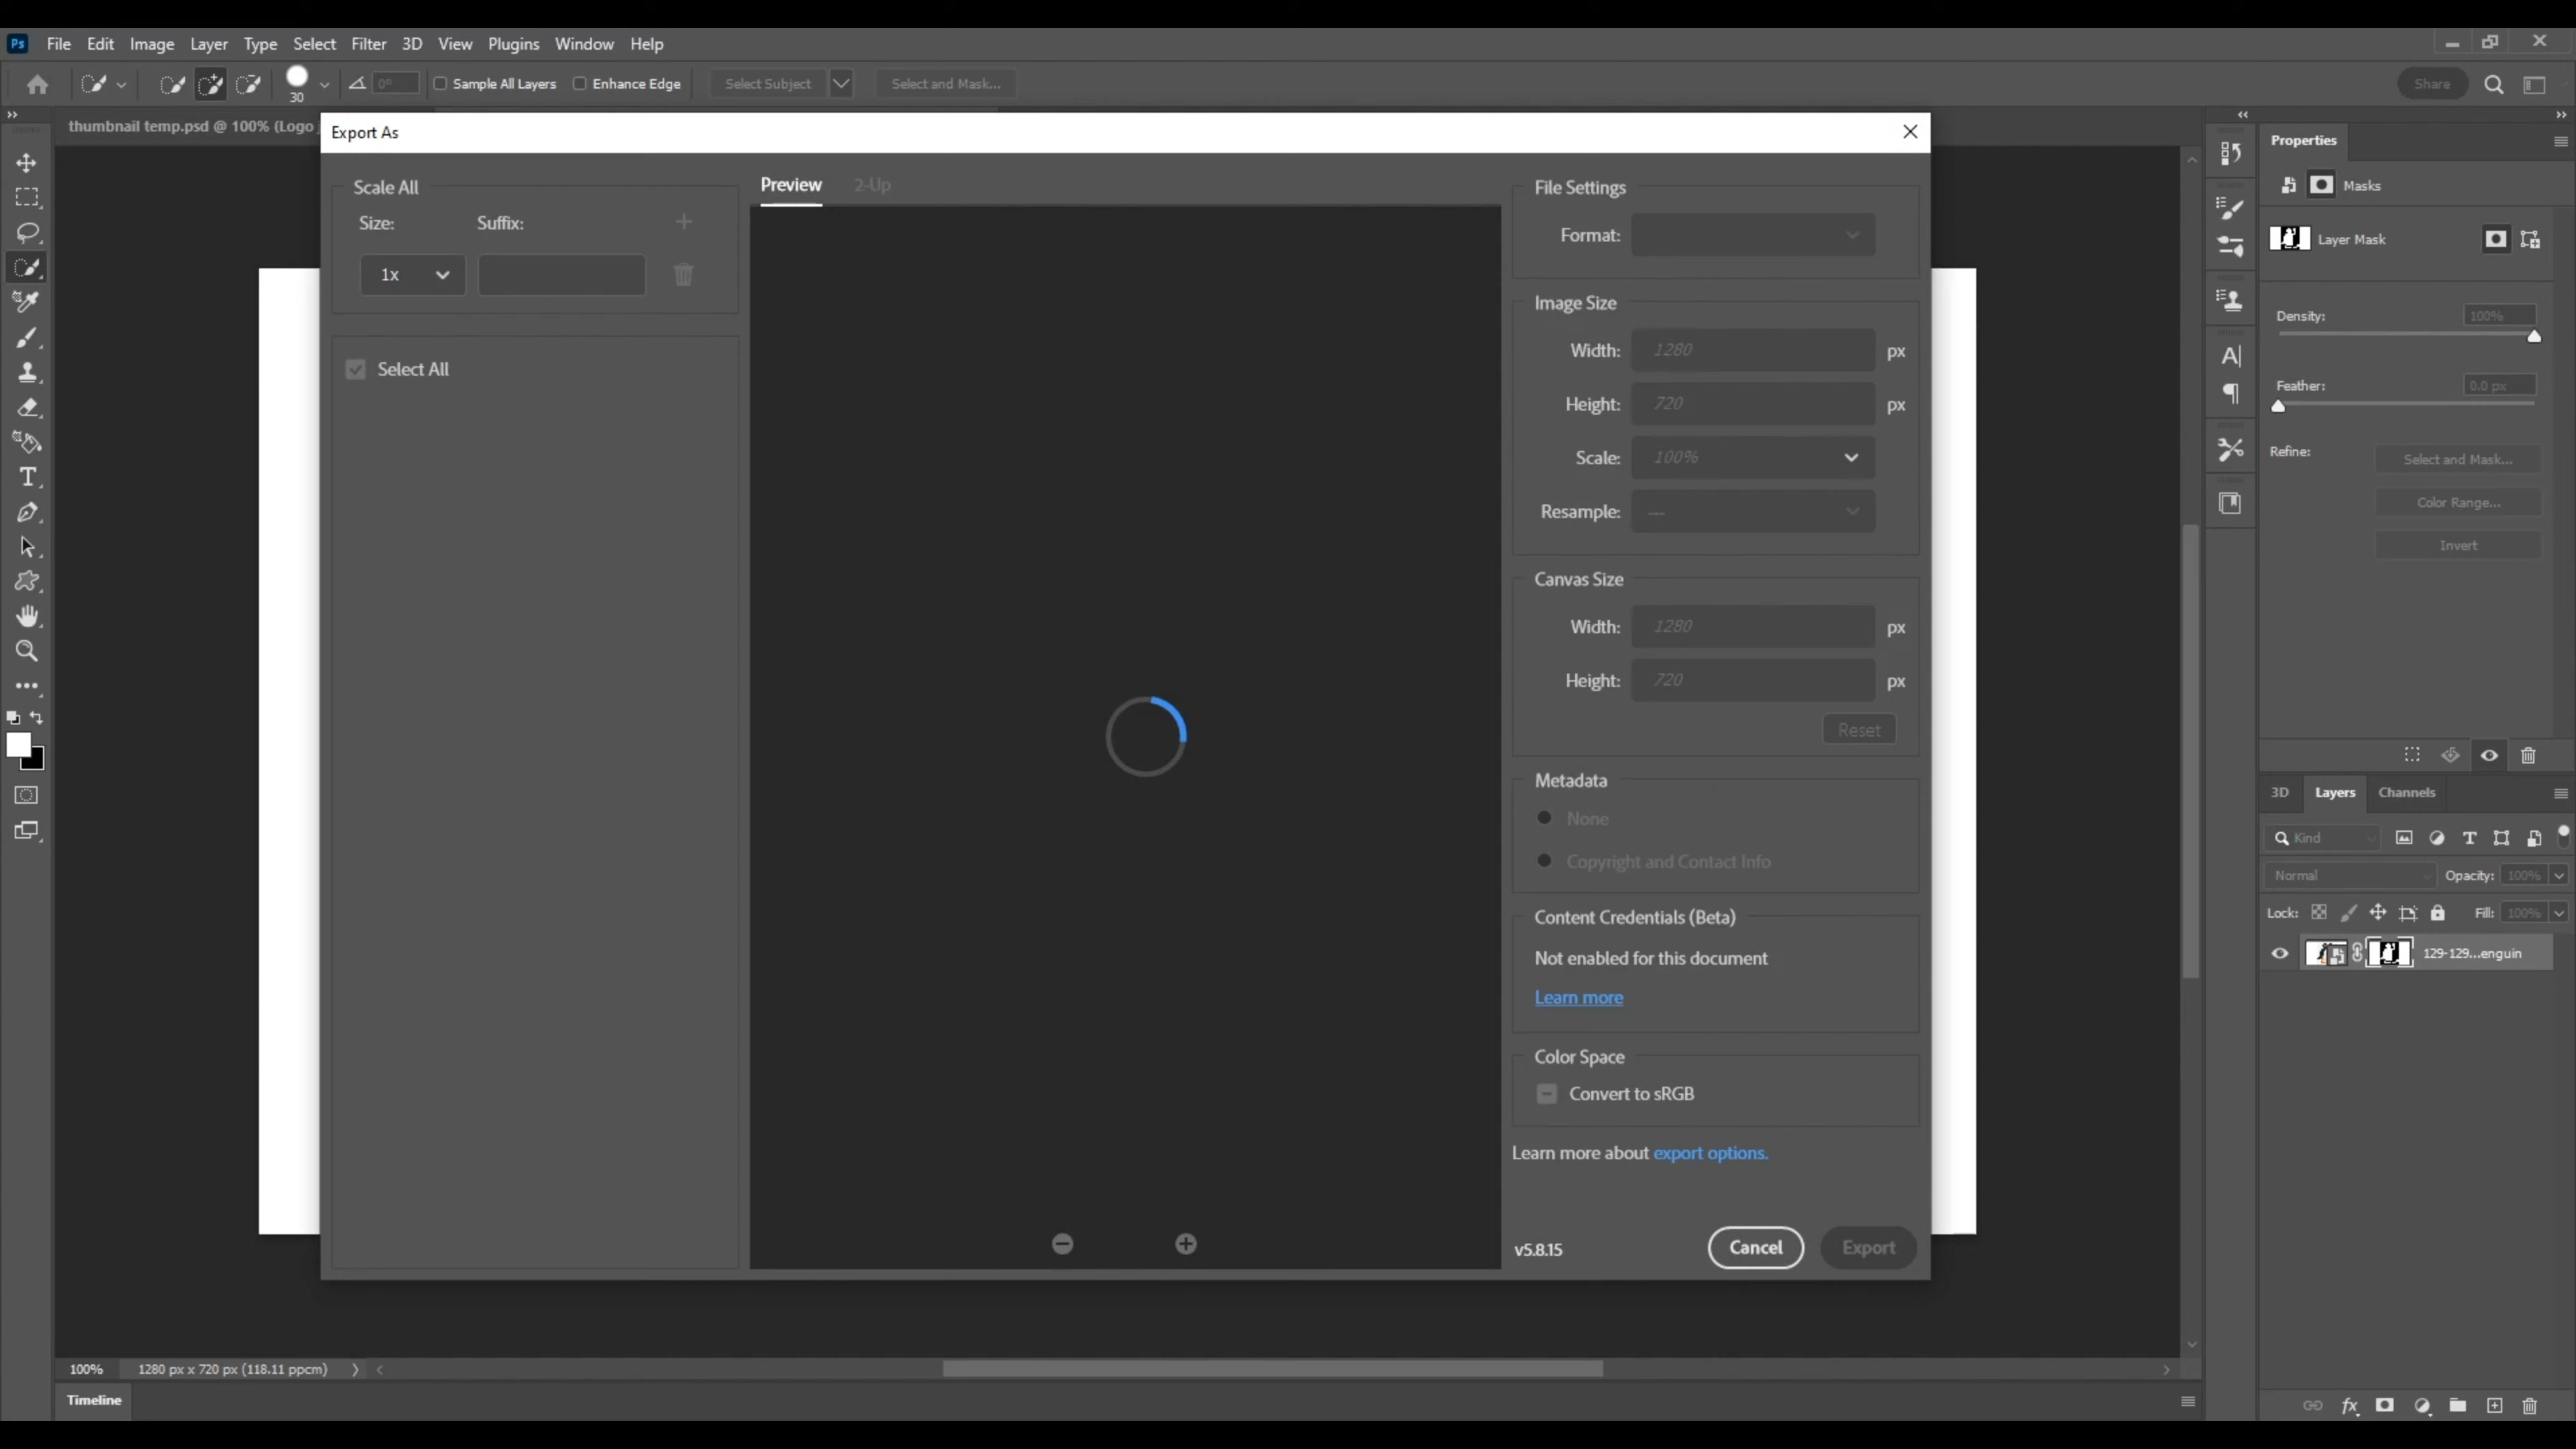 Ps File Edit Image Layer Type Select Filter 3D View Plugins Window Help
30 0° Sample All Layers Enhance Edge Select Subject Select and Mask... Share
thumbnail temp.psd @ 100% (Logo
Export As
Scale All
Size: Suffix:
1x
Select All
Preview 2-Up
File Settings
Format:
Image Size
Width: 1280 px
Height: 720 px
Scale: 100%
Resample: ---
Canvas Size
Width: 1280 px
Height: 720 px
Reset
Metadata
None
Copyright and Contact Info
Content Credentials (Beta)
Not enabled for this document
Learn more
Color Space
Convert to sRGB
Learn more about export options.
v5.8.15 Cancel Export
Properties
Masks
Layer Mask
Density: 100%
Feather: 0.0 px
Refine: Select and Mask...
Color Range...
Invert
3D Layers Channels
Kind
Normal Opacity: 100%
Lock: Fill: 100%
129-129...enguin
100% 1280 px x 720 px (118.11 ppcm)
Timeline
fx